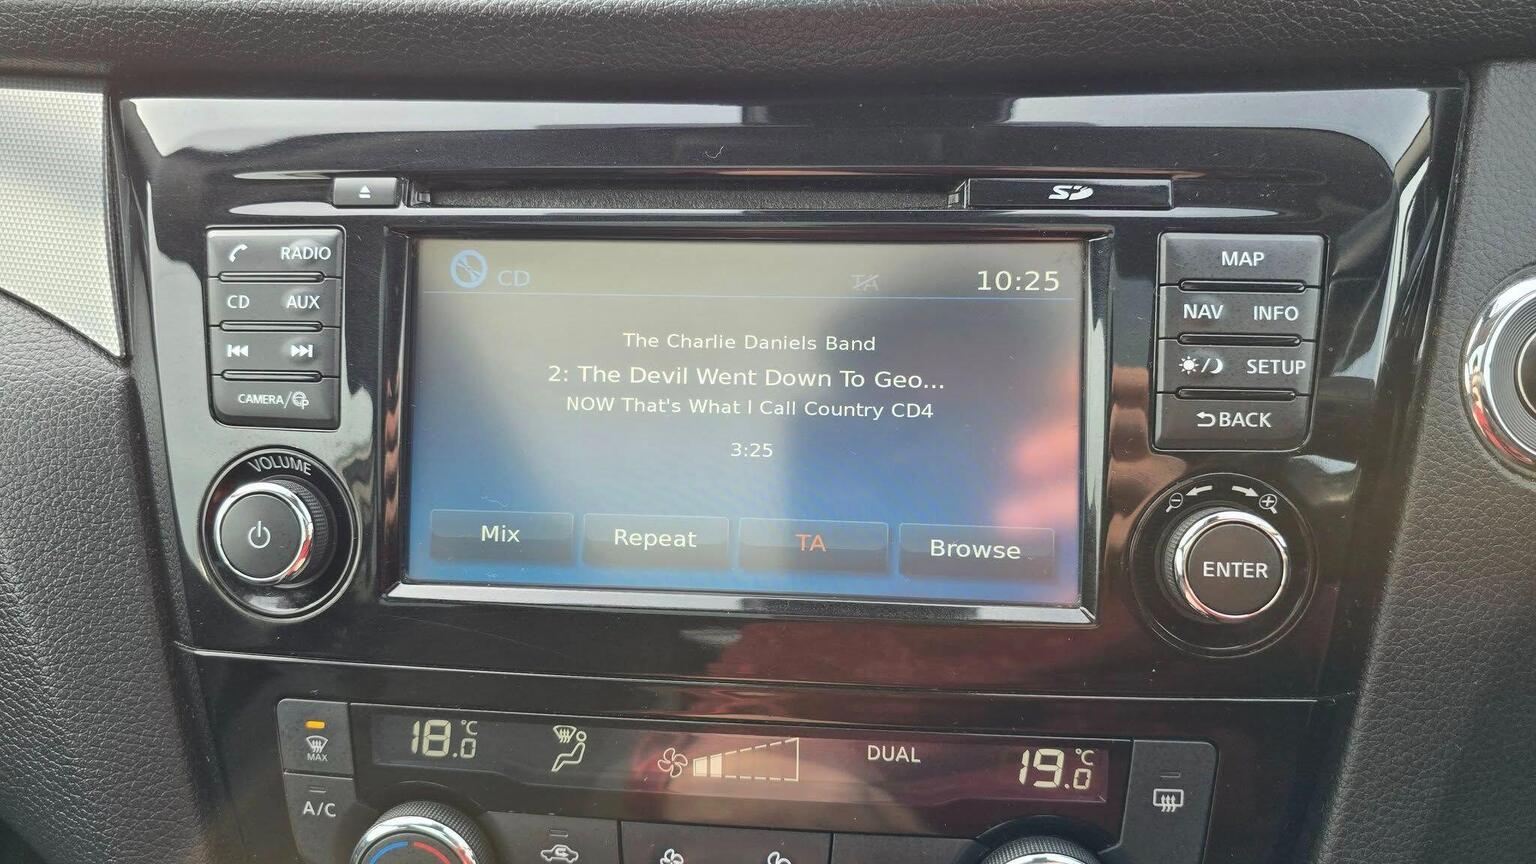 SD
RADIO
CD AUX
CAMERA/
VOLUME
CD TA 10:25
The Charlie Daniels Band
2: The Devil Went Down To Geo...
NOW That's What I Call Country CD4
3:25
Mix Repeat TA Browse
MAP
NAV INFO
SETUP
BACK
ENTER
MAX
A/C
18.0 °C DUAL 19.0 °C